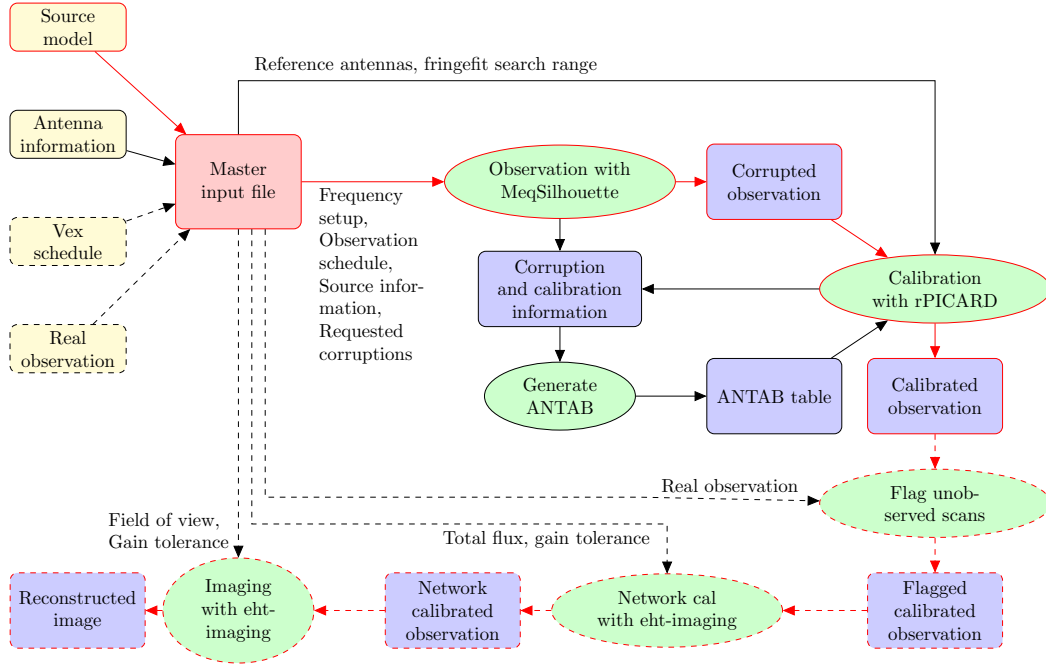 Source
model
Reference antennas, fringefit search range
Antenna
information
Master
input file
Observation with
MeqSilhouette
Corrupted
observation
Frequency
setup,
Observation
schedule,
Source infor-
mation,
Requested
corruptions
Vex
schedule
Corruption
and calibration
information
Calibration
with rPICARD
Real
observation
Generate
ANTAB
ANTAB table
Calibrated
observation
Real observation
Flag unob-
served scans
Field of view,
Gain tolerance
Total flux, gain tolerance
Reconstructed
image
Imaging
with eht-
imaging
Network
calibrated
observation
Network cal
with eht-imaging
Flagged
calibrated
observation